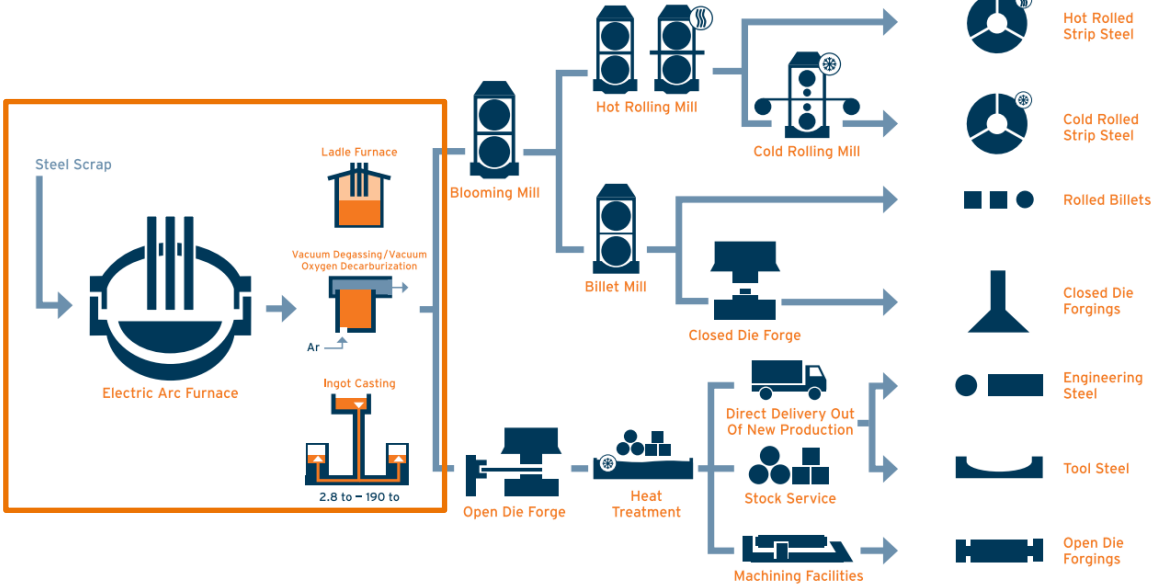 Steel Scrap
Electric Arc Furnace
Ladle Furnace
Vacuum Degassing/Vacuum
Oxygen Decarburization
Ar
Ingot Casting
2.8 to – 190 to
Blooming Mill
Hot Rolling Mill
Cold Rolling Mill
Billet Mill
Closed Die Forge
Open Die Forge
Heat
Treatment
Direct Delivery Out
Of New Production
Stock Service
Machining Facilities
Hot Rolled
Strip Steel
Cold Rolled
Strip Steel
Rolled Billets
Closed Die
Forgings
Engineering
Steel
Tool Steel
Open Die
Forgings